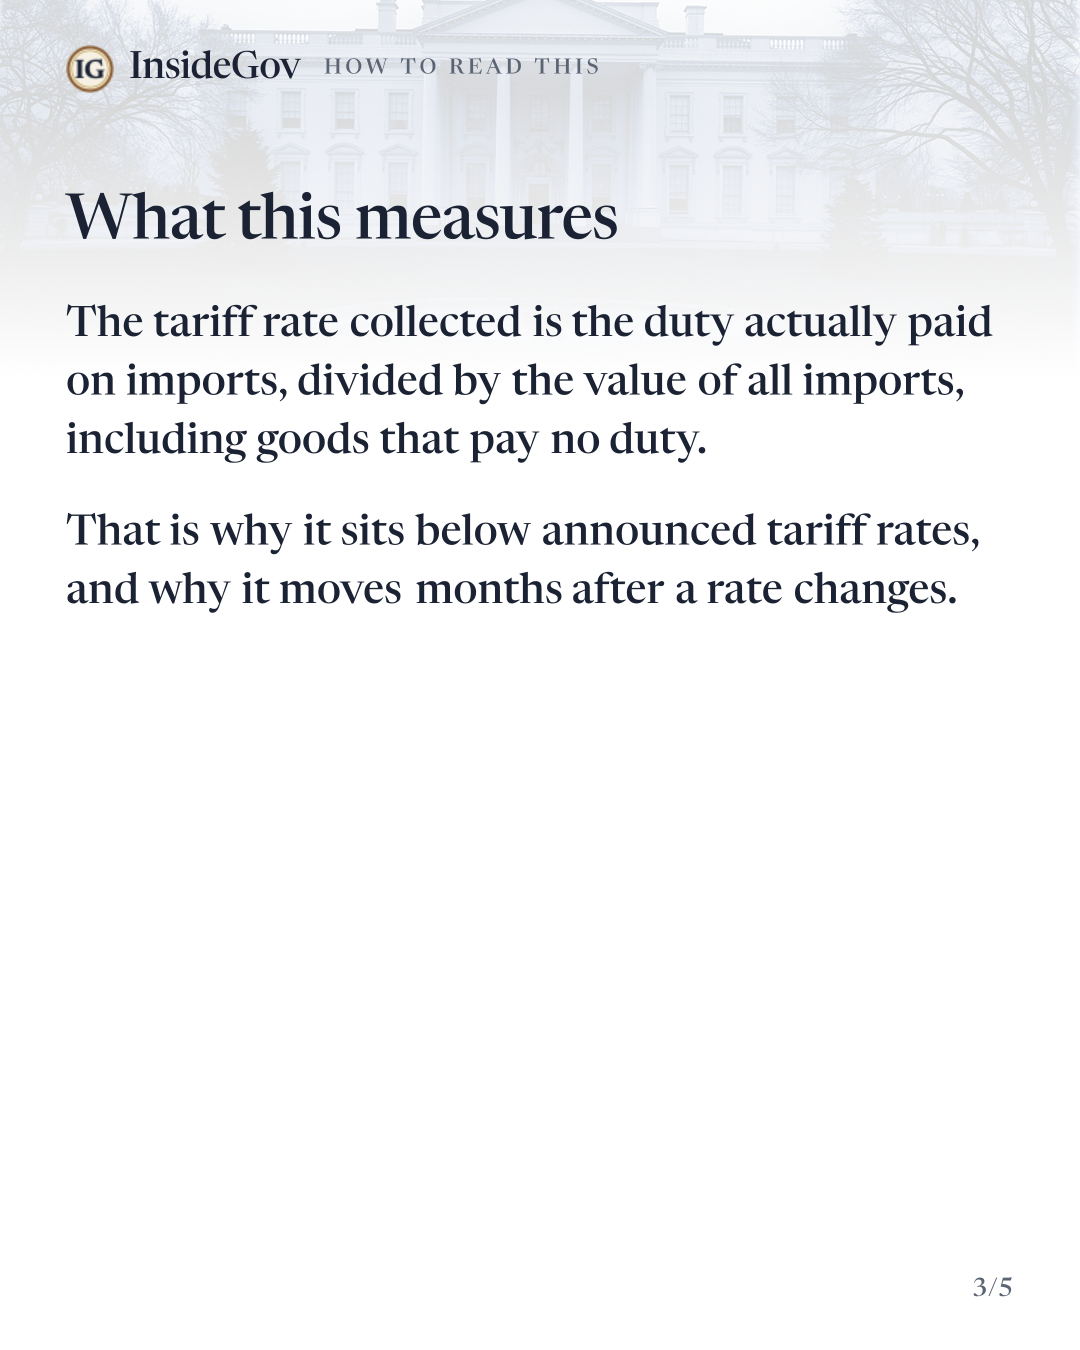 IG InsideGov HOW TO READ THIS
What this measures
The tariff rate collected is the duty actually paid
on imports, divided by the value of all imports,
including goods that pay no duty.
That is why it sits below announced tariff rates,
and why it moves months after a rate changes.
3/5